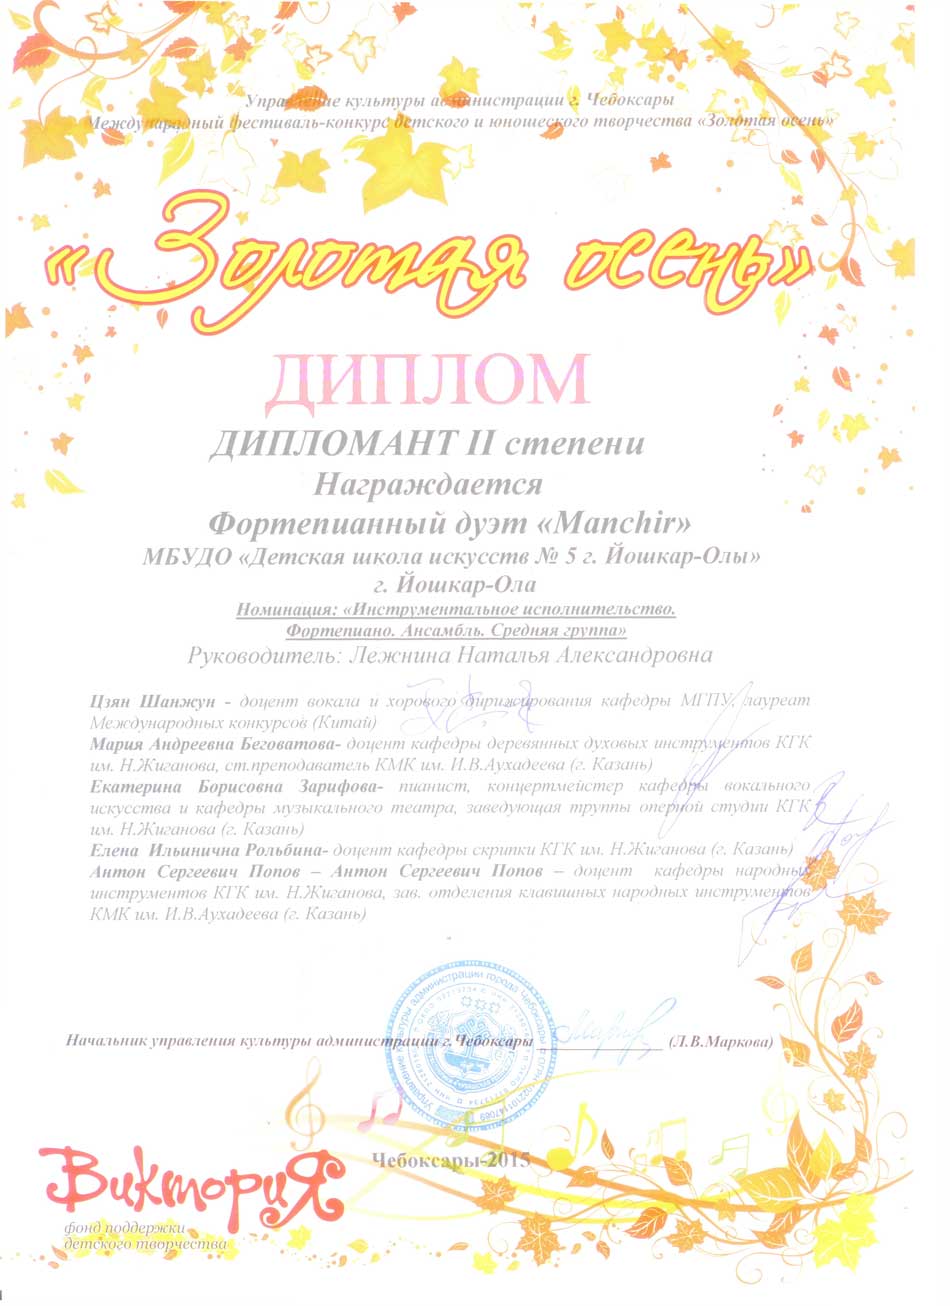 Управление культуры администрации г. Чебоксары
Международный фестиваль-конкурс детского и юношеского творчества «Золотая осень»
«Золотая осень»
ДИПЛОМ
ДИПЛОМАНТ II степени
Награждается
Фортепианный дуэт «Manchir»
МБУДО «Детская школа искусств № 5 г. Йошкар-Олы»
г. Йошкар-Ола
Номинация: «Инструментальное исполнительство.
Фортепиано. Ансамбль. Средняя группа»
Руководитель: Лежнина Наталья Александровна
Цзян Шанжун - доцент вокала и хорового дирижирования кафедры МГПУ, лауреат
Международных конкурсов (Китай)
Мария Андреевна Беговатова- доцент кафедры деревянных духовых инструментов КГК
им. Н.Жиганова, ст.преподаватель КМК им. И.В.Аухадеева (г. Казань)
Екатерина Борисовна Зарифова- пианист, концертмейстер кафедры вокального
искусства и кафедры музыкального театра, заведующая труппы оперной студии КГК
им. Н.Жиганова (г. Казань)
Елена Ильинична Рольбина- доцент кафедры скрипки КГК им. Н.Жиганова (г. Казань)
Антон Сергеевич Попов – Антон Сергеевич Попов – доцент кафедры народных
инструментов КГК им. Н.Жиганова, зав. отделения клавишных народных инструментов
КМК им. И.В.Аухадеева (г. Казань)
Управление культуры администрации города Чебоксары
Начальник управления культуры администрации г.Чебоксары ______________ (Л.В.Маркова)
Чебоксары-2015
Виктория
фонд поддержки
детского творчества